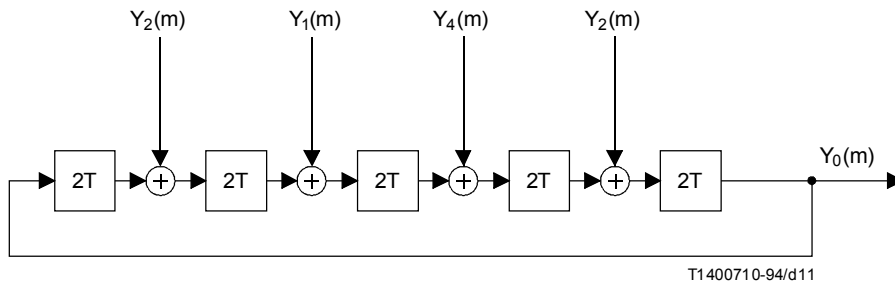 Y₂(m) Y₁(m) Y₄(m) Y₂(m)
2T + 2T + 2T + 2T + 2T Y₀(m)
T1400710-94/d11